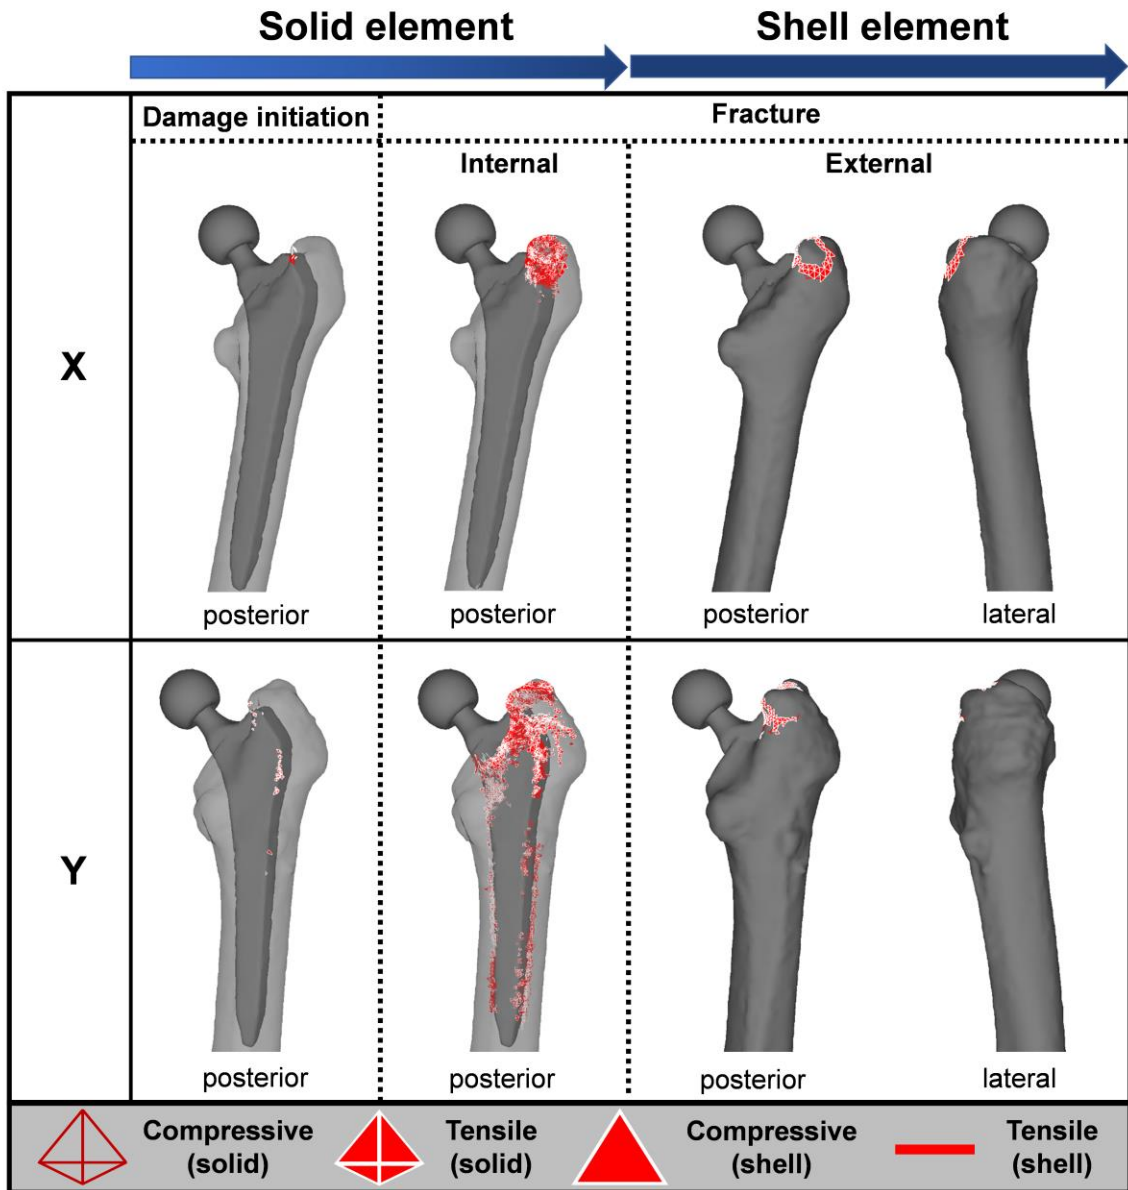 Solid element
Shell element
Damage initiation
Fracture
Internal
External
X
posterior
posterior
posterior
lateral
Y
posterior
posterior
posterior
lateral
Compressive
(solid)
Tensile
(solid)
Compressive
(shell)
Tensile
(shell)